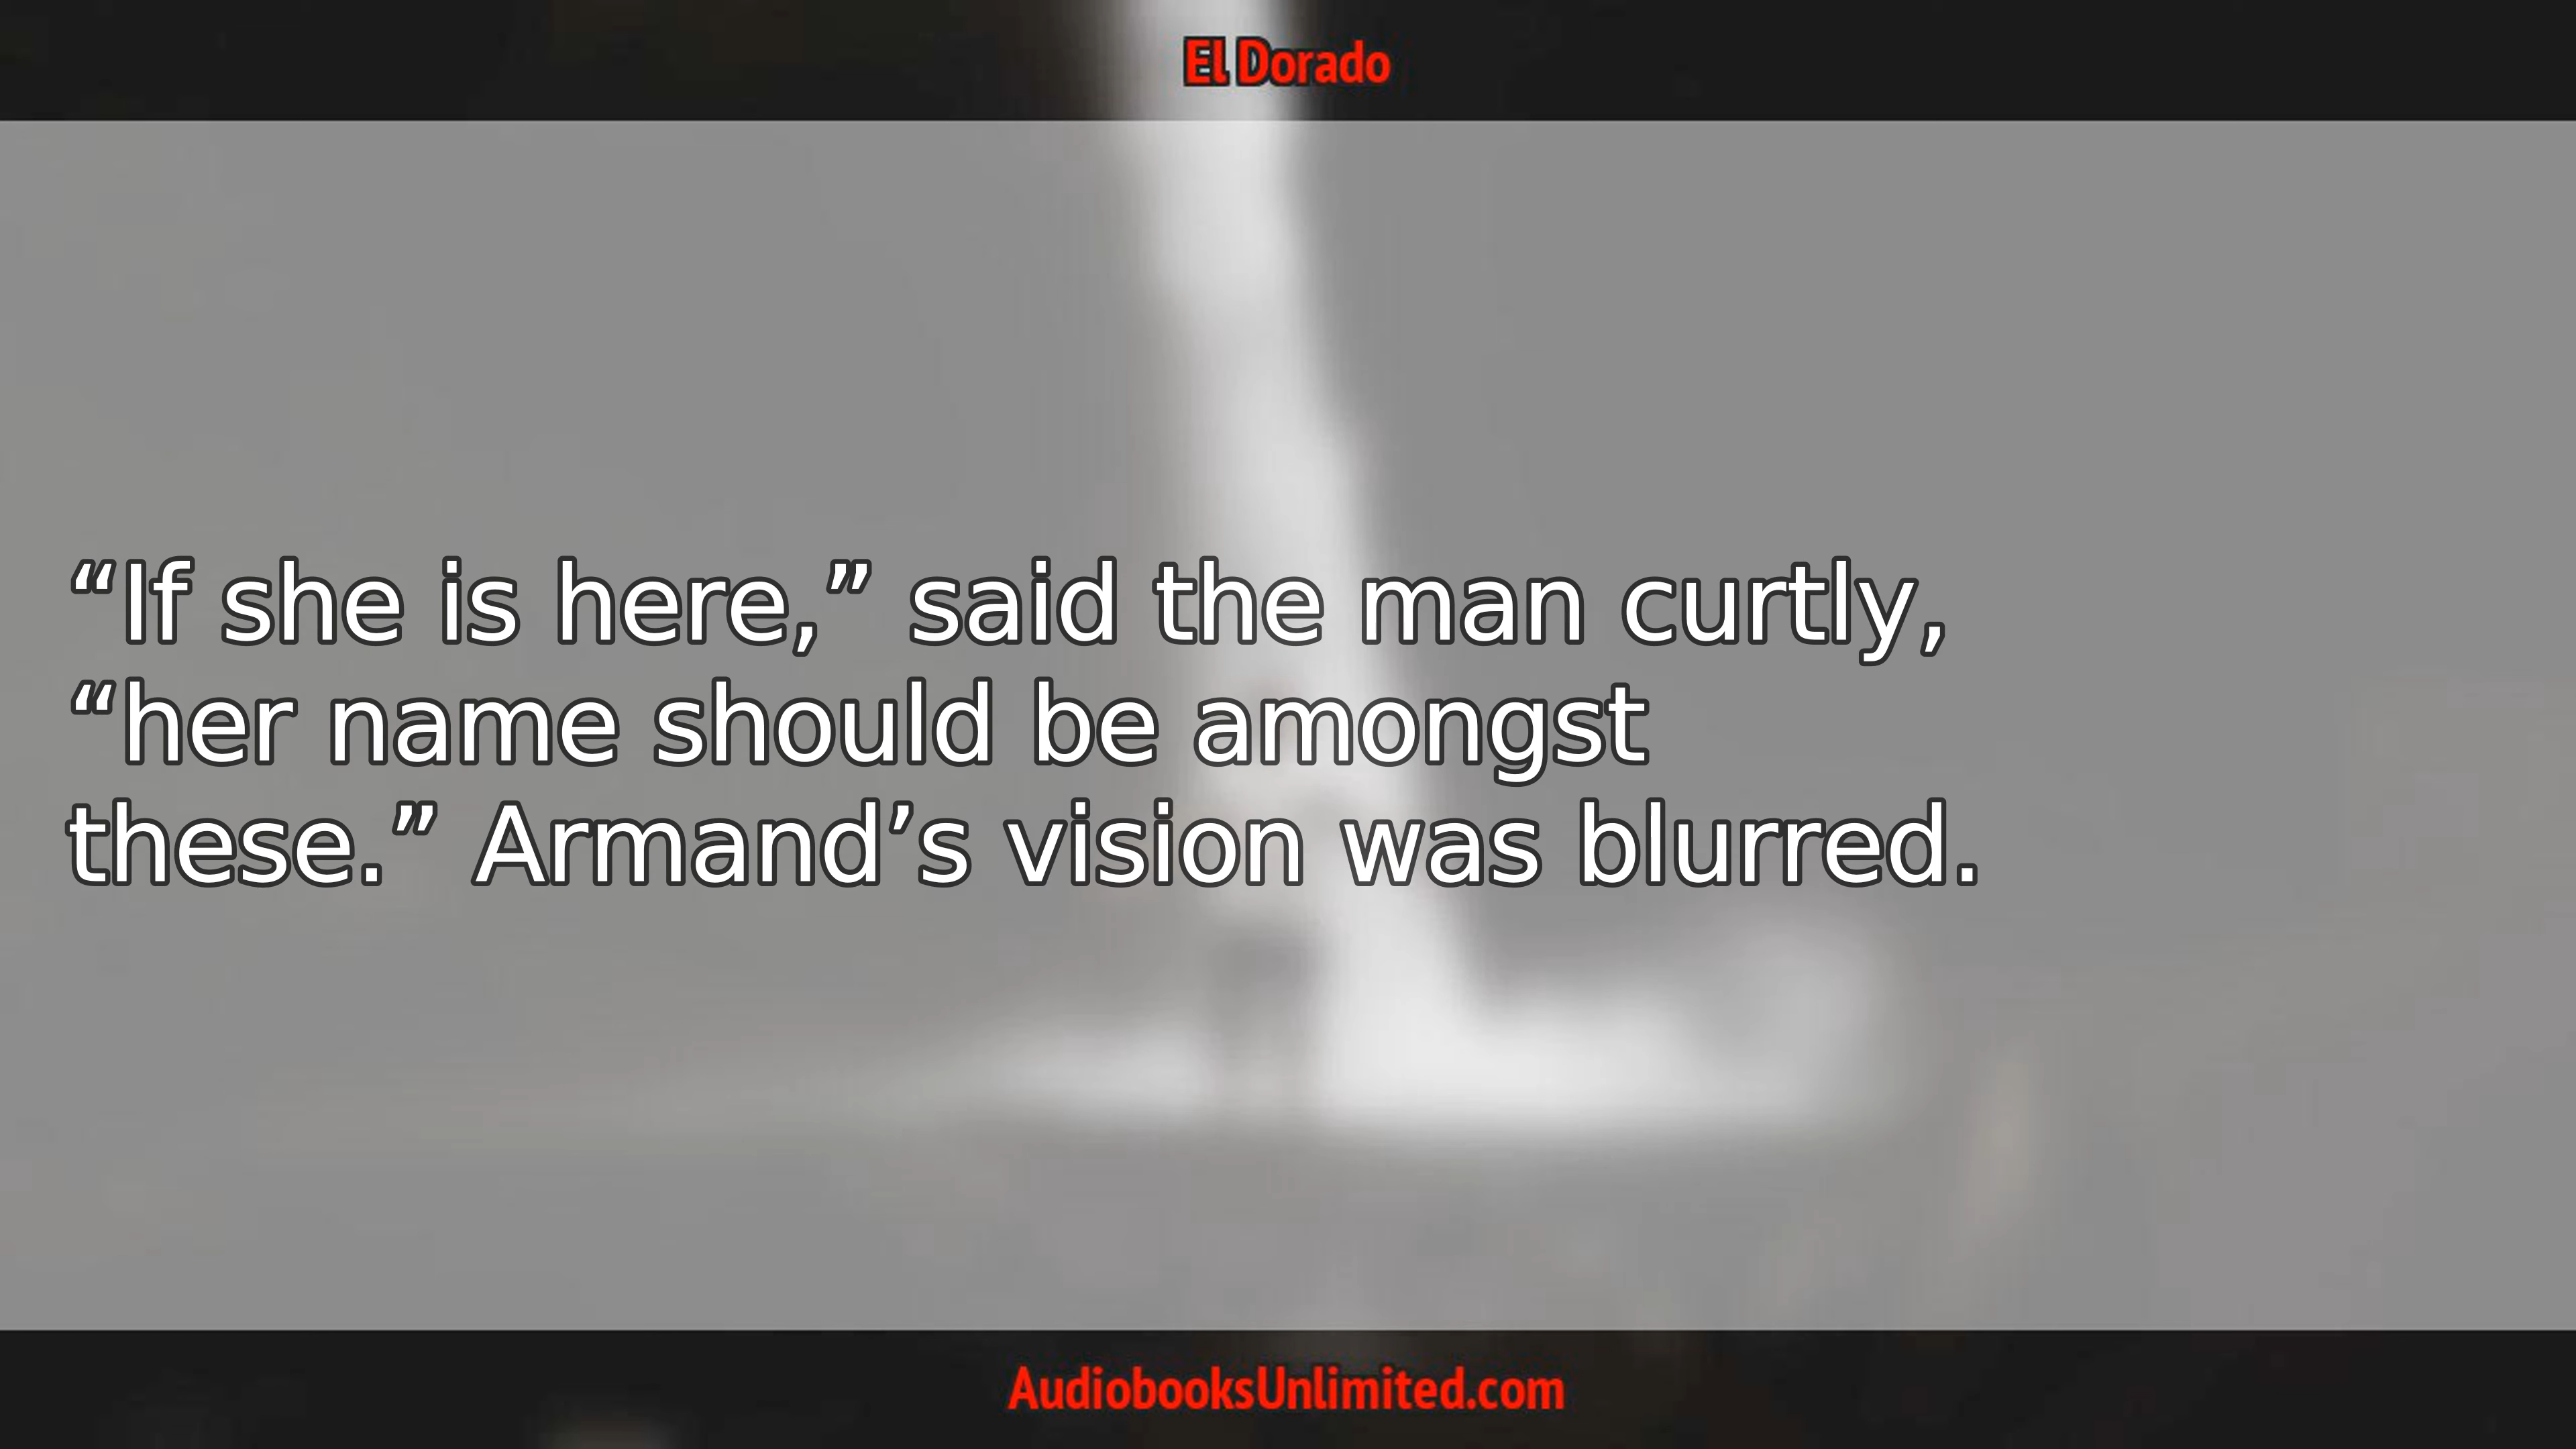 El Dorado
“If she is here,” said the man curtly,
“her name should be amongst
these.” Armand’s vision was blurred.
AudiobooksUnlimited.com